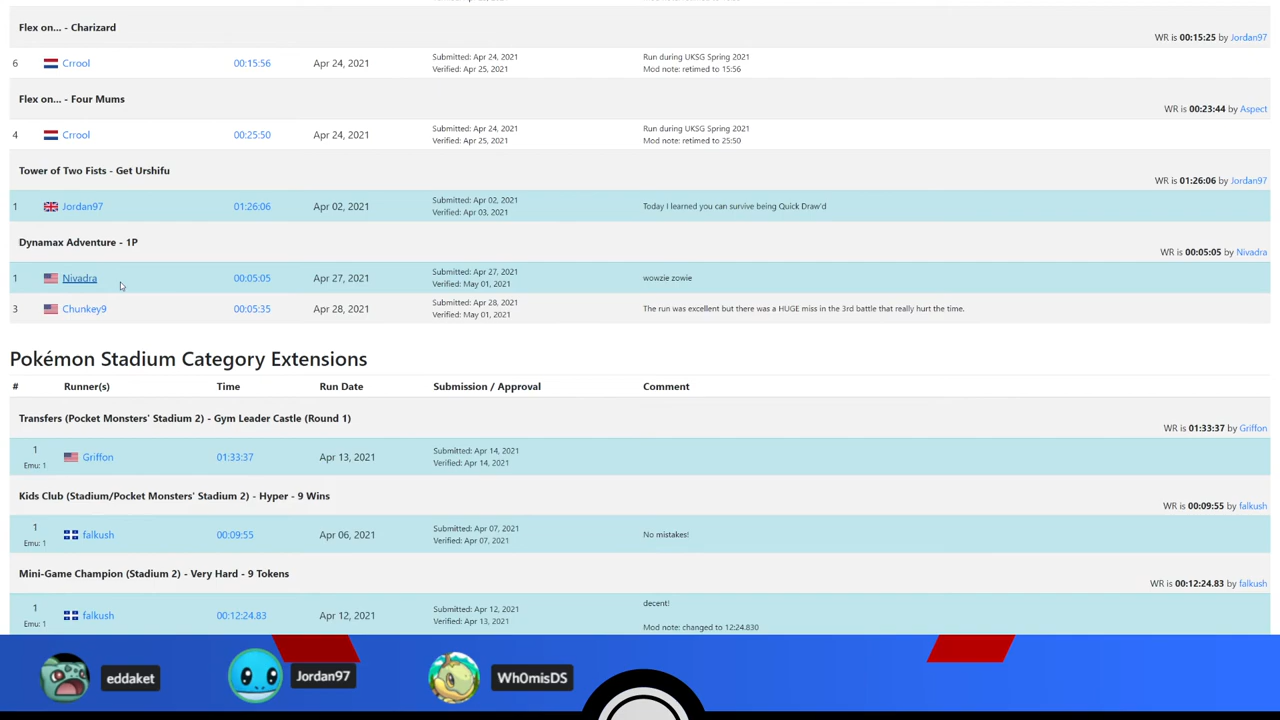 Flex on... - Charizard
WR is 00:15:25 by Jordan97
6 Crrool 00:15:56 Apr 24, 2021 Submitted: Apr 24, 2021 Run during UKSG Spring 2021
Verified: Apr 25, 2021 Mod note: retimed to 15:56
Flex on... - Four Mums
WR is 00:23:44 by Aspect
4 Crrool 00:25:50 Apr 24, 2021 Submitted: Apr 24, 2021 Run during UKSG Spring 2021
Verified: Apr 25, 2021 Mod note: retimed to 25:50
Tower of Two Fists - Get Urshifu
WR is 01:26:06 by Jordan97
1 Jordan97 01:26:06 Apr 02, 2021 Submitted: Apr 02, 2021 Today I learned you can survive being Quick Draw'd
Verified: Apr 03, 2021
Dynamax Adventure - 1P
WR is 00:05:05 by Nivadra
1 Nivadra 00:05:05 Apr 27, 2021 Submitted: Apr 27, 2021 wowzie zowie
Verified: May 01, 2021
3 Chunkey9 00:05:35 Apr 28, 2021 Submitted: Apr 28, 2021 The run was excellent but there was a HUGE miss in the 3rd battle that really hurt the time.
Verified: May 01, 2021
Pokémon Stadium Category Extensions
# Runner(s) Time Run Date Submission / Approval Comment
Transfers (Pocket Monsters' Stadium 2) - Gym Leader Castle (Round 1)
WR is 01:33:37 by Griffon
1 Griffon 01:33:37 Apr 13, 2021 Submitted: Apr 14, 2021
Emu: 1 Verified: Apr 14, 2021
Kids Club (Stadium/Pocket Monsters' Stadium 2) - Hyper - 9 Wins
WR is 00:09:55 by falkush
1 falkush 00:09:55 Apr 06, 2021 Submitted: Apr 07, 2021 No mistakes!
Emu: 1 Verified: Apr 07, 2021
Mini-Game Champion (Stadium 2) - Very Hard - 9 Tokens
WR is 00:12:24.83 by falkush
1 falkush 00:12:24.83 Apr 12, 2021 Submitted: Apr 12, 2021 decent!
Emu: 1 Verified: Apr 13, 2021 Mod note: changed to 12:24.830
eddaket Jordan97 Wh0misDS